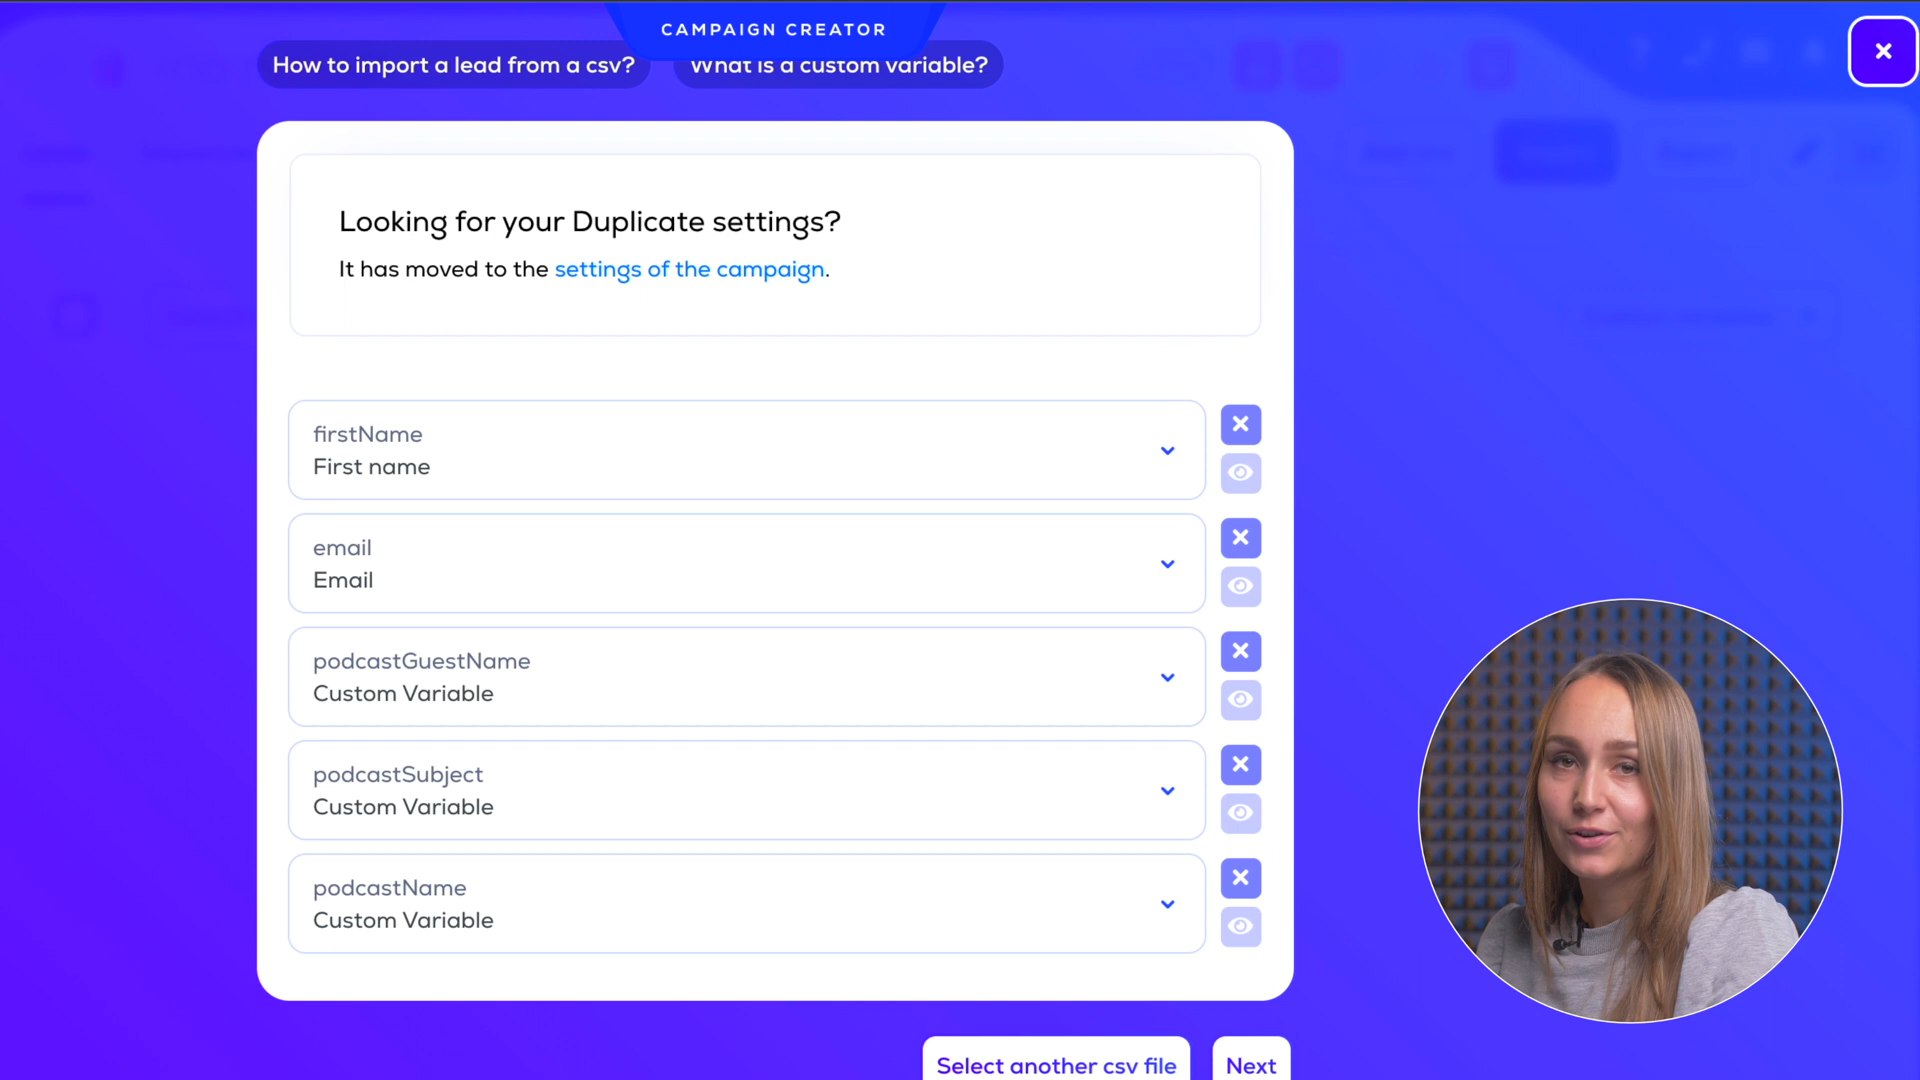 CAMPAIGN CREATOR
How to import a lead from a csv?
What is a custom variable?
Looking for your Duplicate settings?
It has moved to the settings of the campaign.
firstName
First name
email
Email
podcastGuestName
Custom Variable
podcastSubject
Custom Variable
podcastName
Custom Variable
Select another csv file
Next